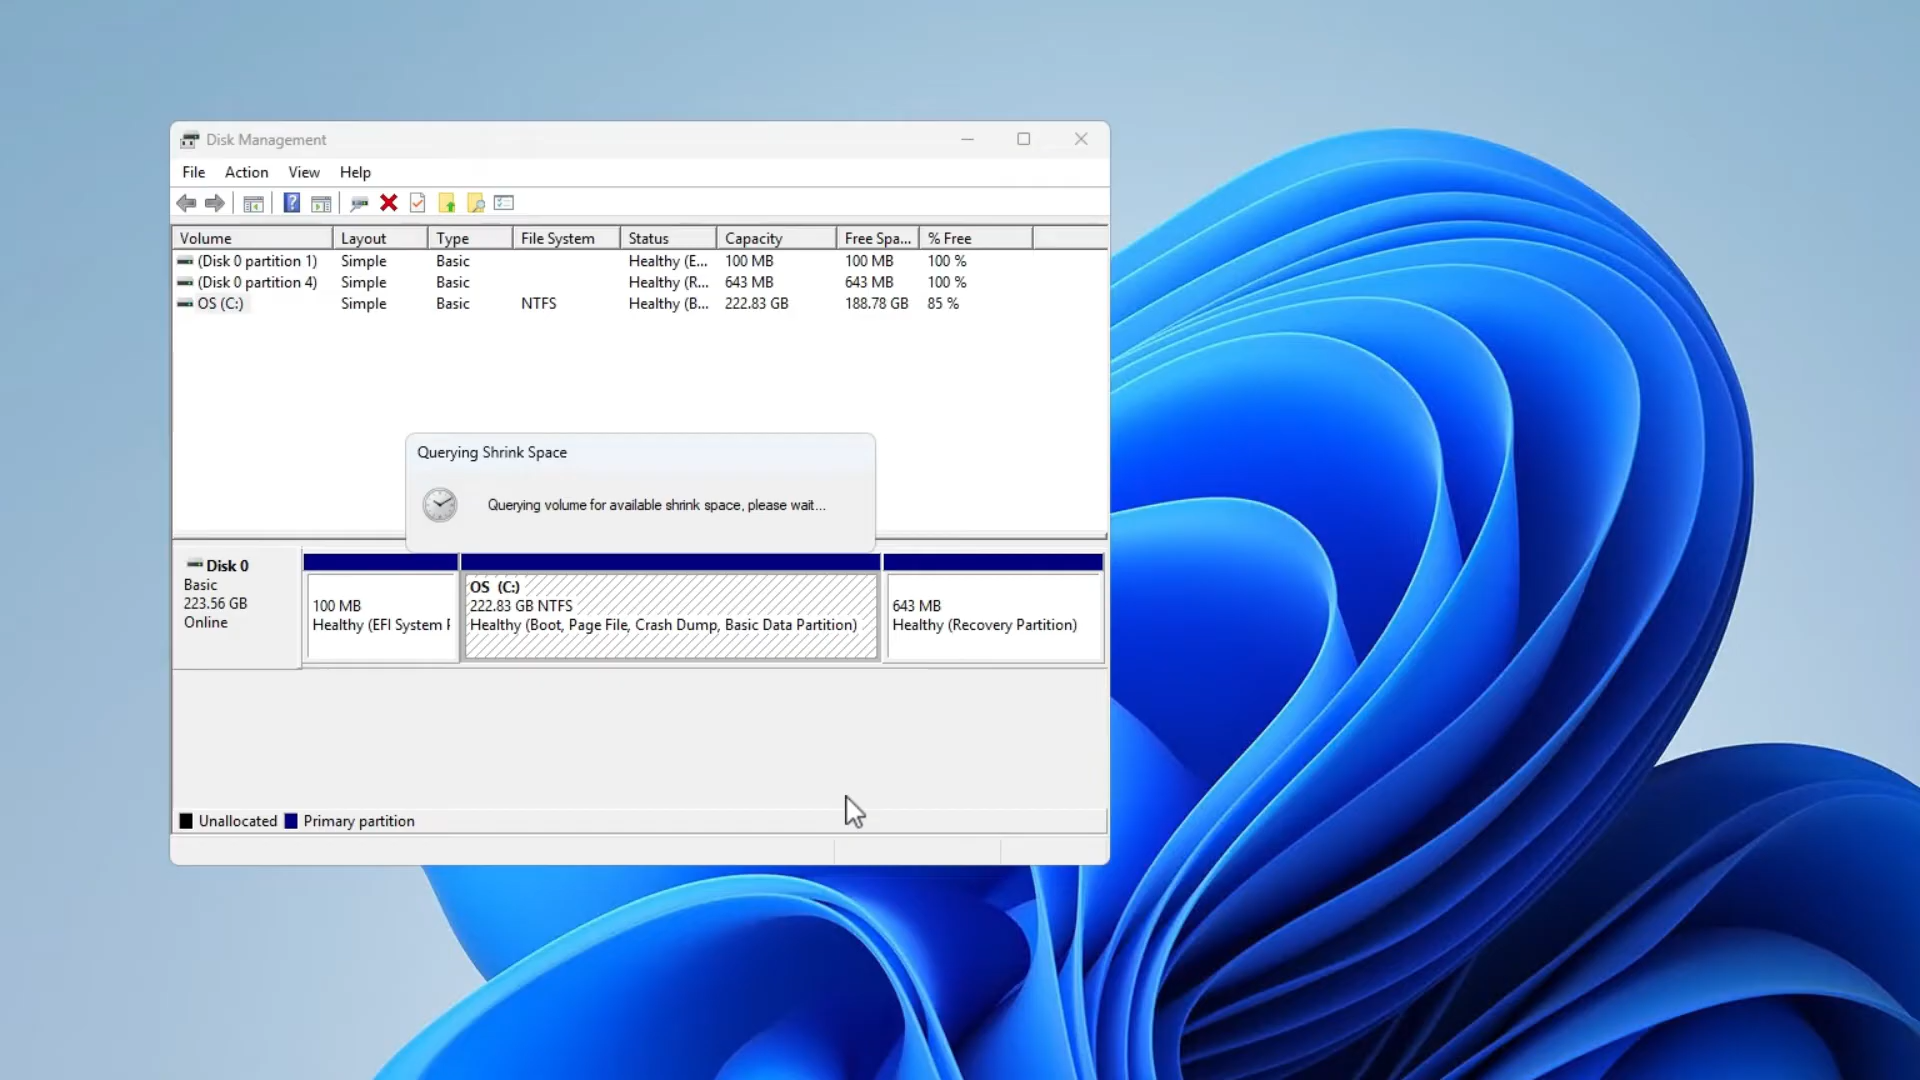 Disk Management
File Action View Help
Volume Layout Type File System Status Capacity Free Spa... % Free
(Disk 0 partition 1) Simple Basic Healthy (E... 100 MB 100 MB 100 %
(Disk 0 partition 4) Simple Basic Healthy (R... 643 MB 643 MB 100 %
OS (C:) Simple Basic NTFS Healthy (B... 222.83 GB 188.78 GB 85 %
Querying Shrink Space
Querying volume for available shrink space, please wait...
Disk 0
Basic
223.56 GB
Online
100 MB
Healthy (EFI System P
OS (C:)
222.83 GB NTFS
Healthy (Boot, Page File, Crash Dump, Basic Data Partition)
643 MB
Healthy (Recovery Partition)
Unallocated Primary partition